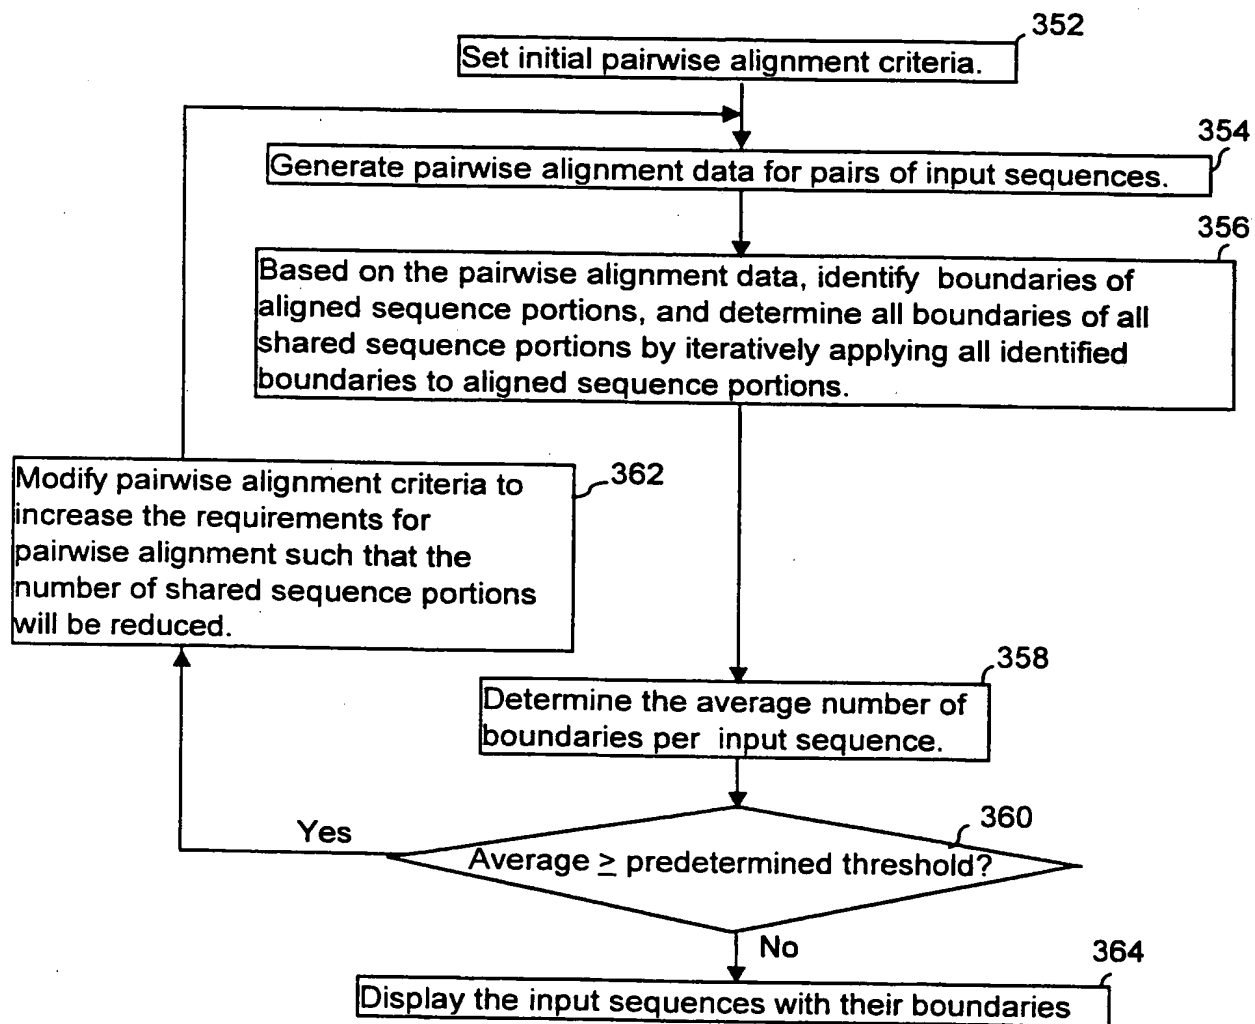 352
Set initial pairwise alignment criteria.
354
Generate pairwise alignment data for pairs of input sequences.
356
Based on the pairwise alignment data, identify boundaries of
aligned sequence portions, and determine all boundaries of all
shared sequence portions by iteratively applying all identified
boundaries to aligned sequence portions.
362
Modify pairwise alignment criteria to
increase the requirements for
pairwise alignment such that the
number of shared sequence portions
will be reduced.
358
Determine the average number of
boundaries per input sequence.
360
Yes
Average ≥ predetermined threshold?
No
364
Display the input sequences with their boundaries